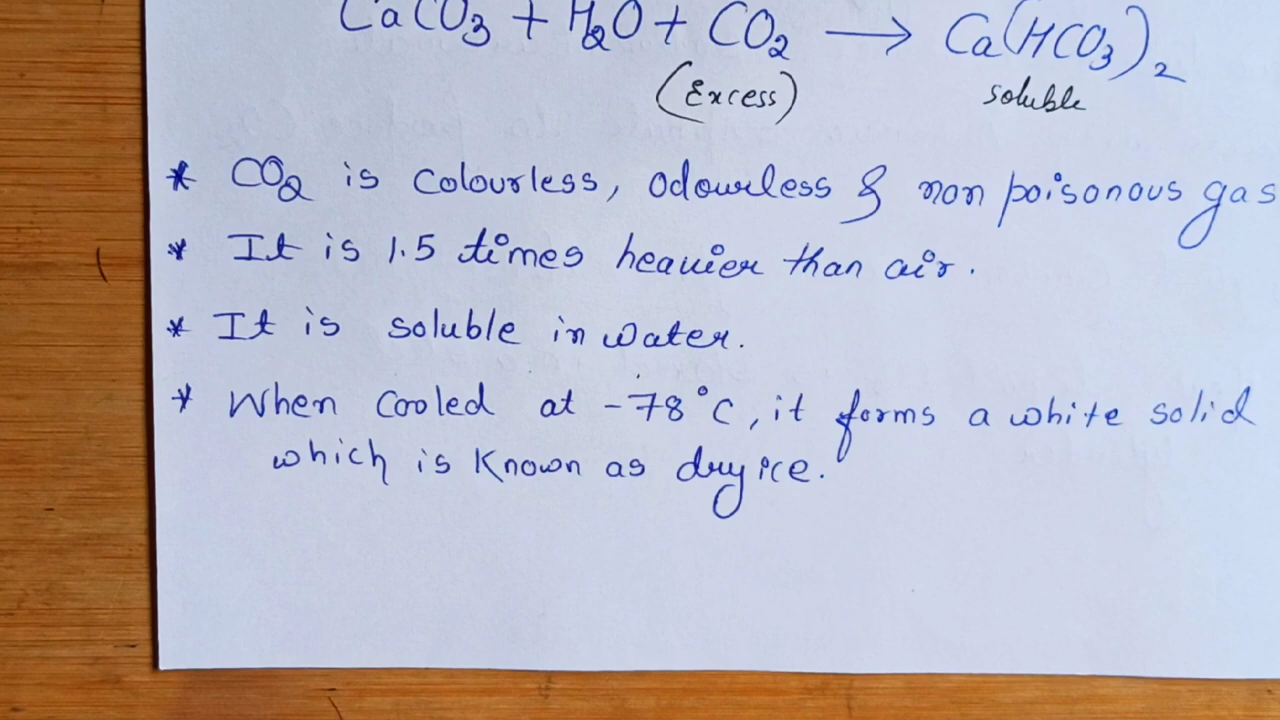 CaCO₃ + H₂O + CO₂ → Ca(HCO₃)₂
(Excess) soluble
* CO₂ is colourless, odourless & non poisonous gas
* It is 1.5 times heavier than air.
* It is soluble in water.
* When cooled at -78°C, it forms a white solid
which is known as dry ice.